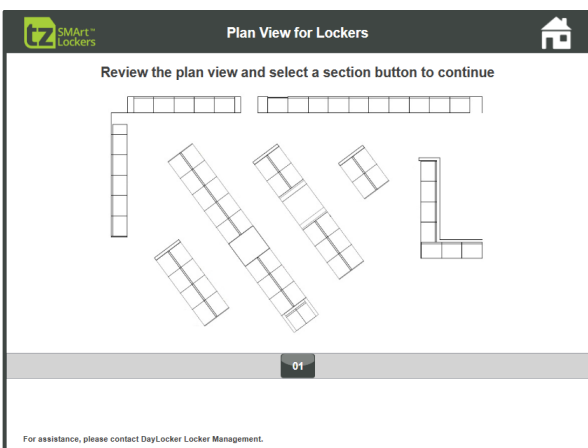 tz SMArt™
Lockers
Plan View for Lockers
Review the plan view and select a section button to continue
01
For assistance, please contact DayLocker Locker Management.